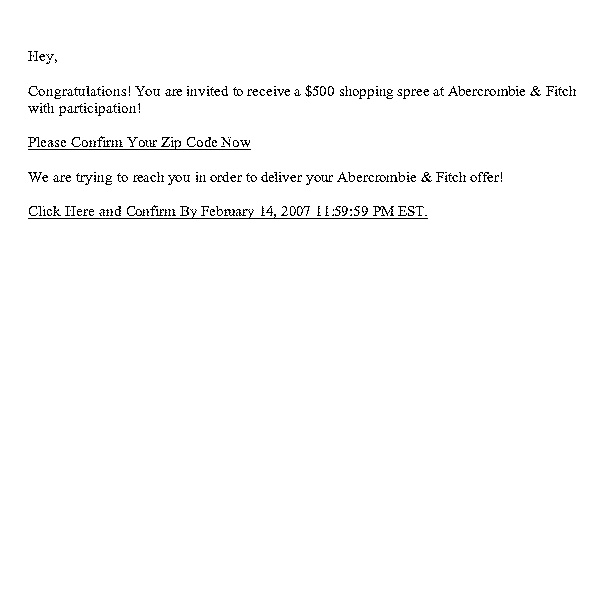 Hey,
Congratulations! You are invited to receive a $500 shopping spree at Abercrombie & Fitch
with participation!
Please Confirm Your Zip Code Now
We are trying to reach you in order to deliver your Abercrombie & Fitch offer!
Click Here and Confirm By February 14, 2007 11:59:59 PM EST.